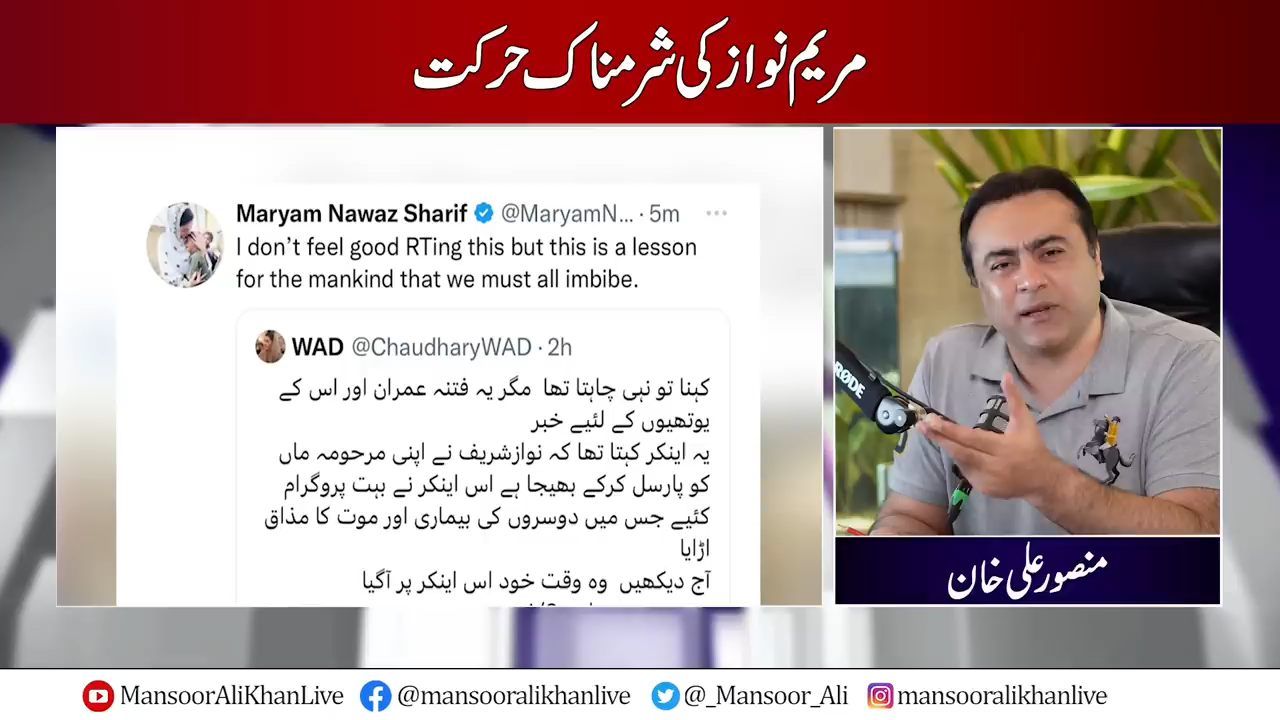 مریم نواز کی شرمناک حرکت
Maryam Nawaz Sharif @MaryamN... · 5m
I don't feel good RTing this but this is a lesson
for the mankind that we must all imbibe.
WAD @ChaudharyWAD · 2h
کہنا تو نہی چاہتا تھا مگر یہ فتنہ عمران اور اس کے
یوتھیوں کے لئیے خبر
یہ اینکر کہتا تھا کہ نوازشریف نے اپنی مرحومہ ماں
کو پارسل کرکے بھیجا ہے اس اینکر نے بہت پروگرام
کئیے جس میں دوسروں کی بیماری اور موت کا مذاق
اڑایا
آج دیکھیں وہ وقت خود اس اینکر پر آگیا
RØDE
منصور علی خان
MansoorAliKhanLive @mansooralikhanlive @_Mansoor_Ali mansooralikhanlive